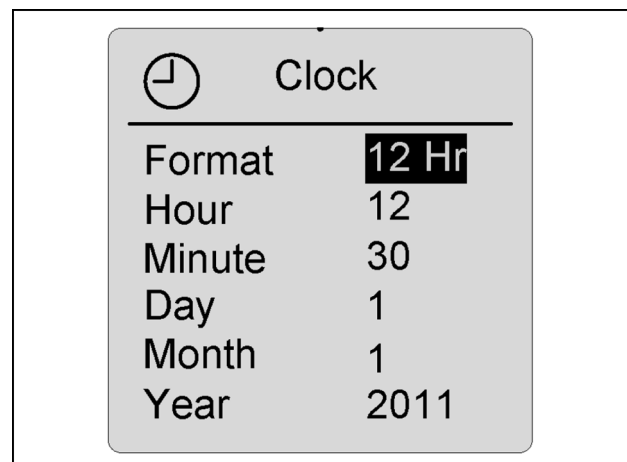 Clock
Format 12 Hr
Hour 12
Minute 30
Day 1
Month 1
Year 2011